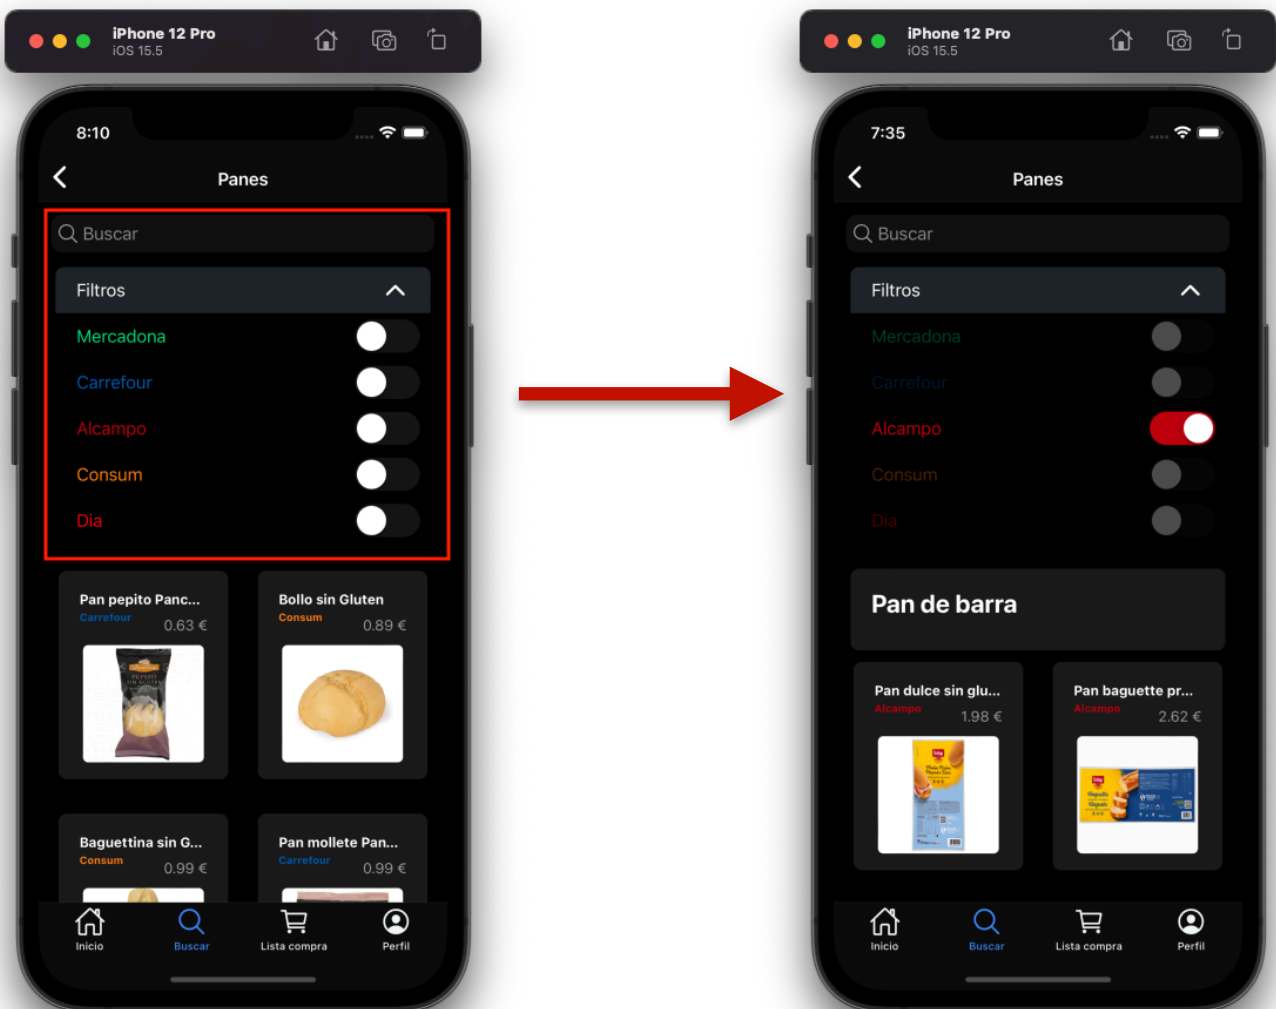 iPhone 12 Pro
iOS 15.5
8:10
Panes
Buscar
Filtros
Mercadona
Carrefour
Alcampo
Consum
Dia
Pan pepito Panc...
Carrefour
0.63 €
Bollo sin Gluten
Consum
0.89 €
Baguettina sin G...
Consum
0.99 €
Pan mollete Pan...
Carrefour
0.99 €
Inicio
Buscar
Lista compra
Perfil
iPhone 12 Pro
iOS 15.5
7:35
Panes
Buscar
Filtros
Mercadona
Carrefour
Alcampo
Consum
Dia
Pan de barra
Pan dulce sin glu...
Alcampo
1.98 €
Pan baguette pr...
Alcampo
2.62 €
Inicio
Buscar
Lista compra
Perfil